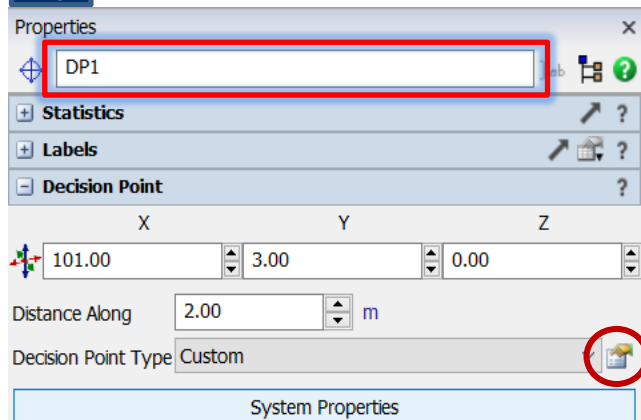 Properties
DP1
Statistics
?
Labels
?
Decision Point
?
X Y Z
101.00 3.00 0.00
Distance Along 2.00 m
Decision Point Type Custom
System Properties